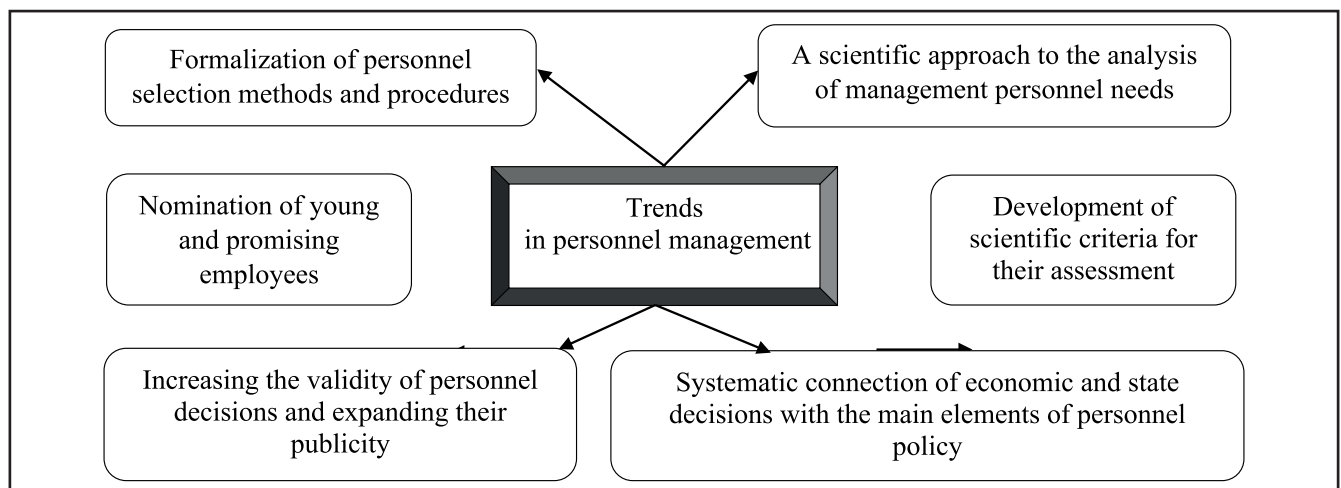 Formalization of personnel
selection methods and procedures
A scientific approach to the analysis
of management personnel needs
Nomination of young
and promising
employees
Trends
in personnel management
Development of
scientific criteria for
their assessment
Increasing the validity of personnel
decisions and expanding their
publicity
Systematic connection of economic and state
decisions with the main elements of personnel
policy